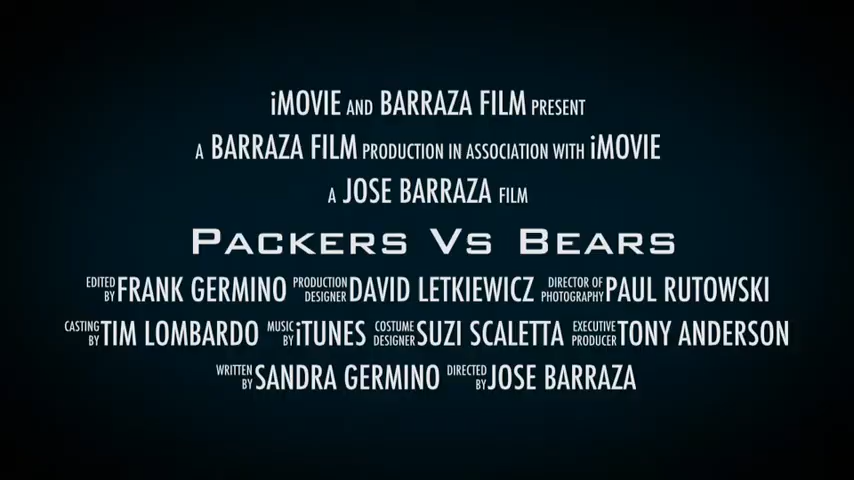 iMOVIE AND BARRAZA FILM PRESENT
A BARRAZA FILM PRODUCTION IN ASSOCIATION WITH iMOVIE
A JOSE BARRAZA FILM
PACKERS VS BEARS
EDITED BY FRANK GERMINO PRODUCTION DESIGNER DAVID LETKIEWICZ DIRECTOR OF PHOTOGRAPHY PAUL RUTOWSKI
CASTING BY TIM LOMBARDO MUSIC BY iTUNES COSTUME DESIGNER SUZI SCALETTA EXECUTIVE PRODUCER TONY ANDERSON
WRITTEN BY SANDRA GERMINO DIRECTED BY JOSE BARRAZA